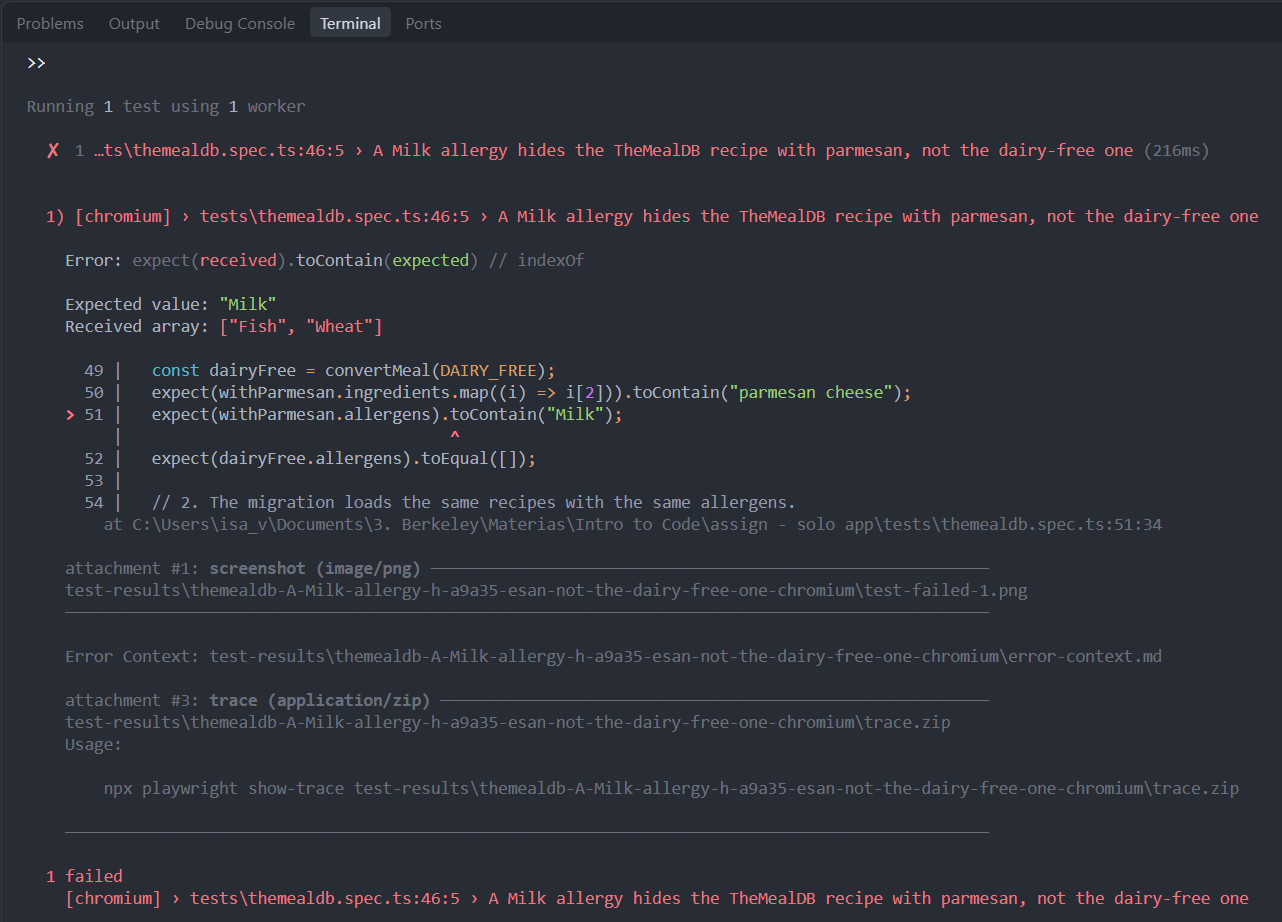 Problems Output Debug Console Terminal Ports
>>
Running 1 test using 1 worker
✗ 1 …ts\themealdb.spec.ts:46:5 › A Milk allergy hides the TheMealDB recipe with parmesan, not the dairy-free one (216ms)
1) [chromium] › tests\themealdb.spec.ts:46:5 › A Milk allergy hides the TheMealDB recipe with parmesan, not the dairy-free one
Error: expect(received).toContain(expected) // indexOf
Expected value: "Milk"
Received array: ["Fish", "Wheat"]
49 |   const dairyFree = convertMeal(DAIRY_FREE);
50 |   expect(withParmesan.ingredients.map((i) => i[2])).toContain("parmesan cheese");
> 51 |   expect(withParmesan.allergens).toContain("Milk");
|                                  ^
52 |   expect(dairyFree.allergens).toEqual([]);
53 |
54 |   // 2. The migration loads the same recipes with the same allergens.
at C:\Users\isa_v\Documents\3. Berkeley\Materias\Intro to Code\assign - solo app\tests\themealdb.spec.ts:51:34
attachment #1: screenshot (image/png) ──────────────────────────────────────────────────────────
test-results\themealdb-A-Milk-allergy-h-a9a35-esan-not-the-dairy-free-one-chromium\test-failed-1.png
────────────────────────────────────────────────────────────────────────────────────────────────
Error Context: test-results\themealdb-A-Milk-allergy-h-a9a35-esan-not-the-dairy-free-one-chromium\error-context.md
attachment #3: trace (application/zip) ─────────────────────────────────────────────────────────
test-results\themealdb-A-Milk-allergy-h-a9a35-esan-not-the-dairy-free-one-chromium\trace.zip
Usage:
npx playwright show-trace test-results\themealdb-A-Milk-allergy-h-a9a35-esan-not-the-dairy-free-one-chromium\trace.zip
────────────────────────────────────────────────────────────────────────────────────────────────
1 failed
[chromium] › tests\themealdb.spec.ts:46:5 › A Milk allergy hides the TheMealDB recipe with parmesan, not the dairy-free one